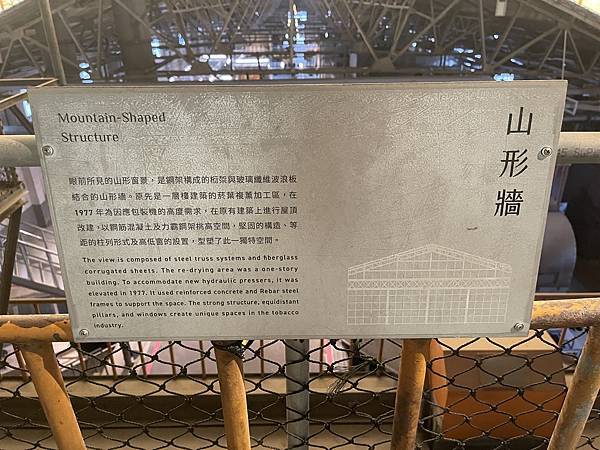 Mountain-Shaped
Structure
山形牆
眼前所見的山形窗景，是鋼架構成的桁架與玻璃纖維波浪板
結合的山形牆。原先是一層樓建築的菸葉複薰加工區，在
1977 年為因應包裝機的高度需求，在原有建築上進行屋頂
改建，以鋼筋混凝土及力霸鋼架挑高空間，堅固的構造、等
距的柱列形式及高低窗的設置，型塑了此一獨特空間。
The view is composed of steel truss systems and fiberglass
corrugated sheets. The re-drying area was a one-story
building. To accommodate new hydraulic pressers, it was
elevated in 1977. It used reinforced concrete and Rebar steel
frames to support the space. The strong structure, equidistant
pillars, and windows create unique spaces in the tobacco
industry.